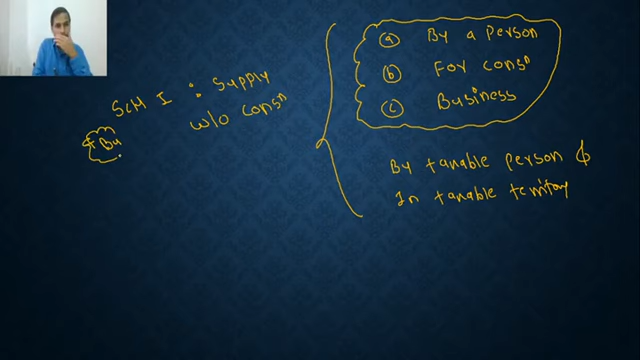 (a) By a person
(b) For consn
(c) Business
Sch I : Supply
w/o consn
+ Bu
By taxable person &
In taxable territory